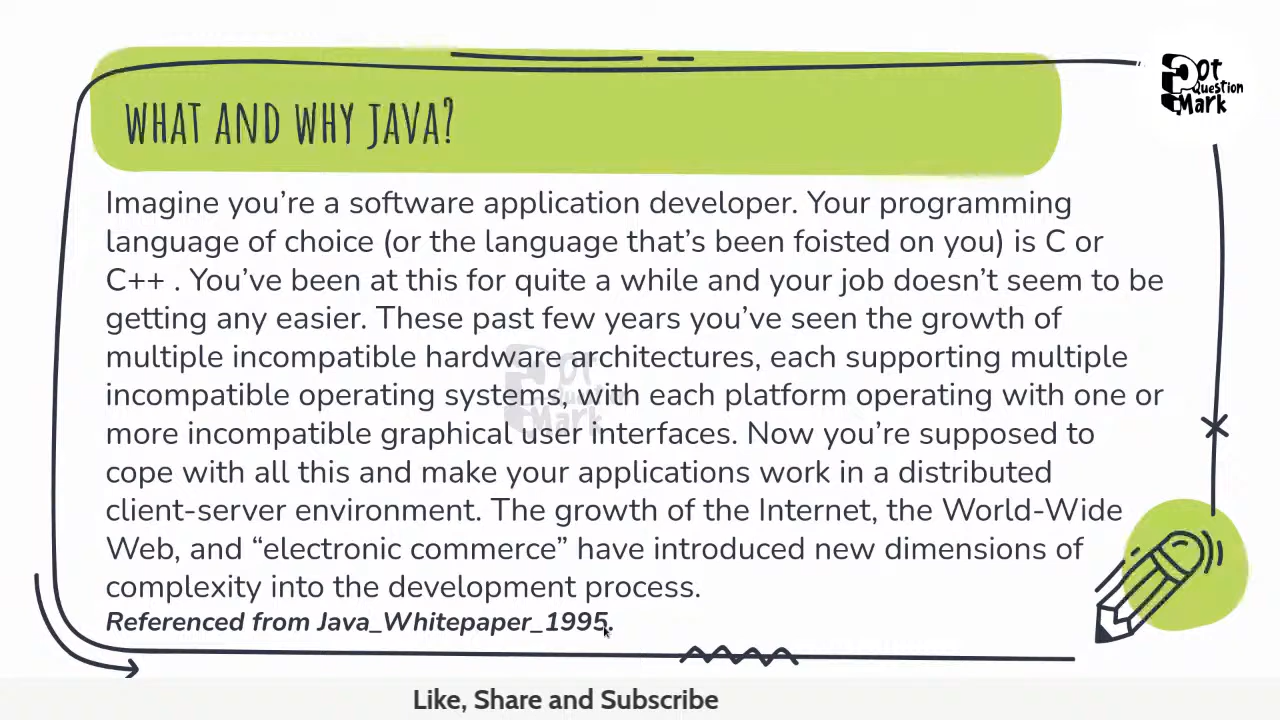 ot
Question
Mark
WHAT AND WHY JAVA?
Imagine you’re a software application developer. Your programming
language of choice (or the language that’s been foisted on you) is C or
C++ . You’ve been at this for quite a while and your job doesn’t seem to be
getting any easier. These past few years you’ve seen the growth of
multiple incompatible hardware architectures, each supporting multiple
incompatible operating systems, with each platform operating with one or
more incompatible graphical user interfaces. Now you’re supposed to
cope with all this and make your applications work in a distributed
client-server environment. The growth of the Internet, the World-Wide
Web, and “electronic commerce” have introduced new dimensions of
complexity into the development process.
Referenced from Java_Whitepaper_1995.
Like, Share and Subscribe